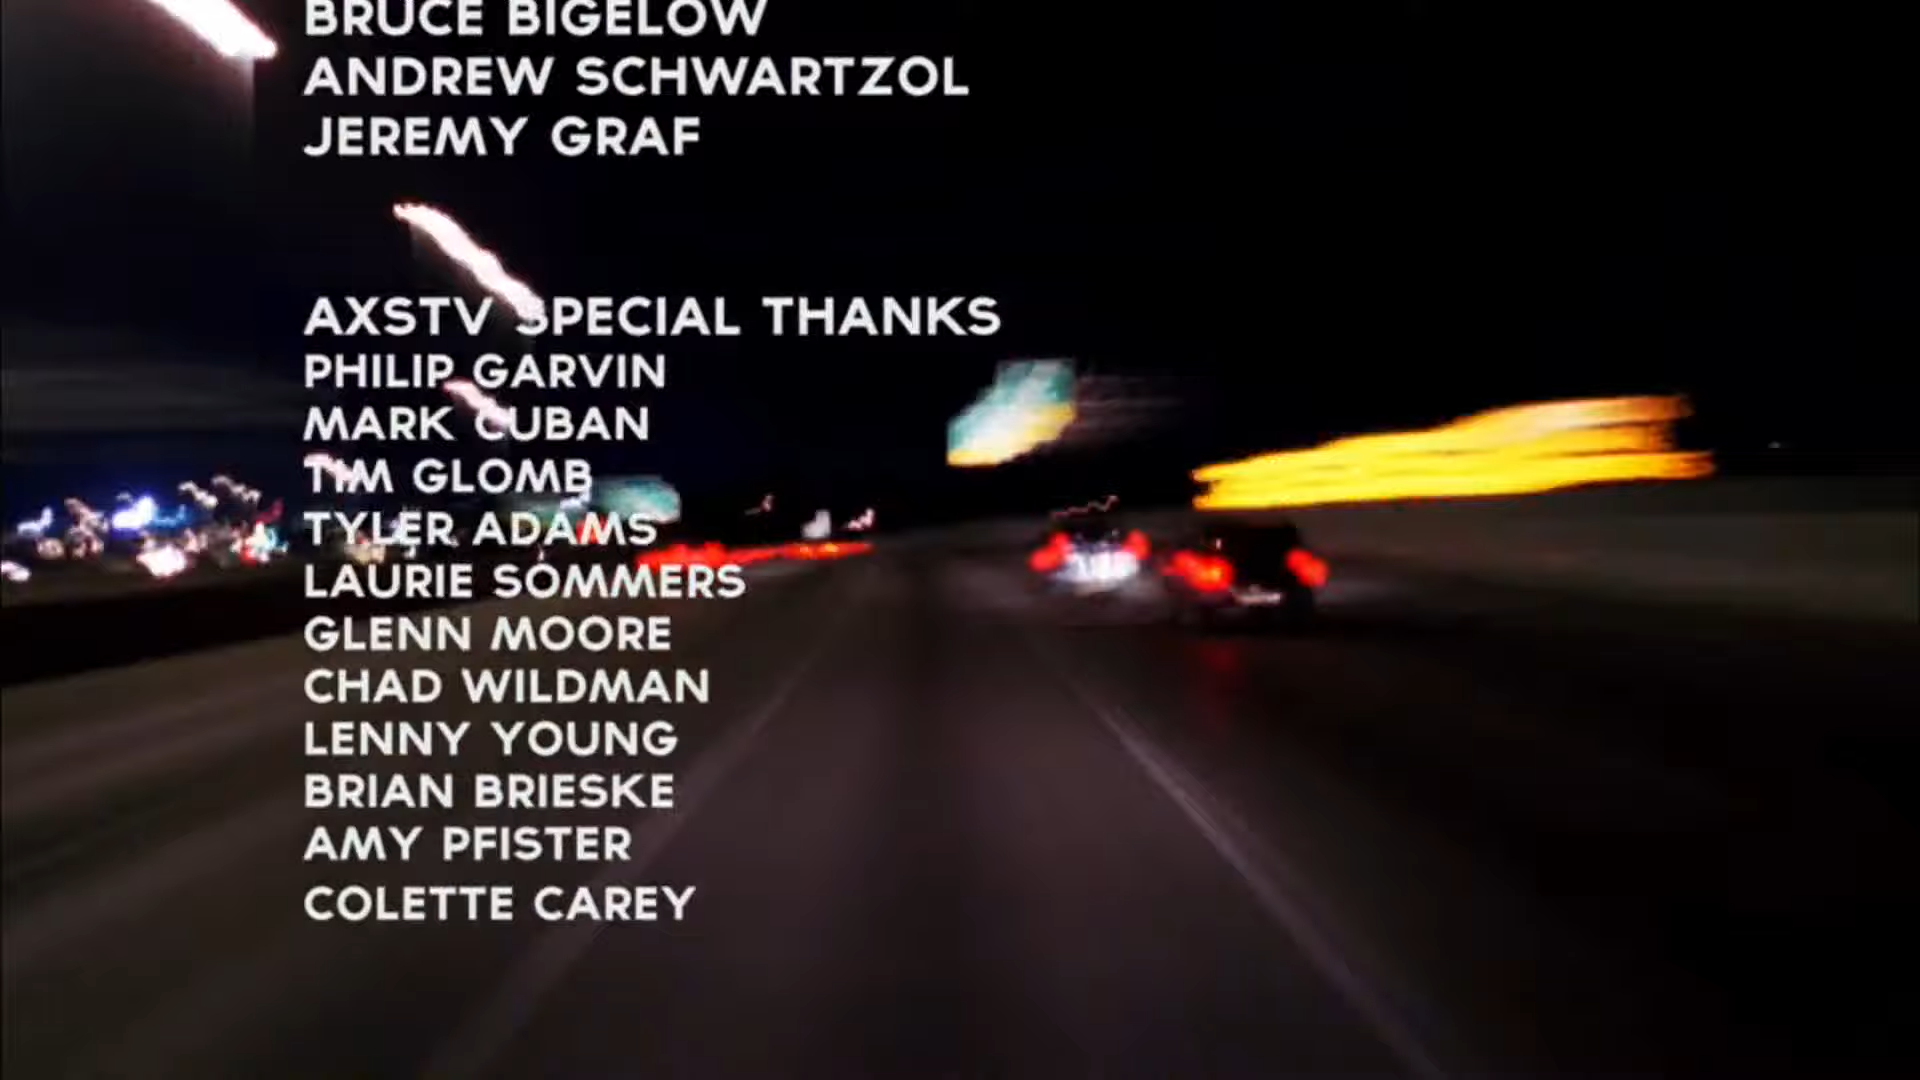 BRUCE BIGELOW
ANDREW SCHWARTZOL
JEREMY GRAF
AXSTV SPECIAL THANKS
PHILIP GARVIN
MARK CUBAN
TIM GLOMB
TYLER ADAMS
LAURIE SOMMERS
GLENN MOORE
CHAD WILDMAN
LENNY YOUNG
BRIAN BRIESKE
AMY PFISTER
COLETTE CAREY